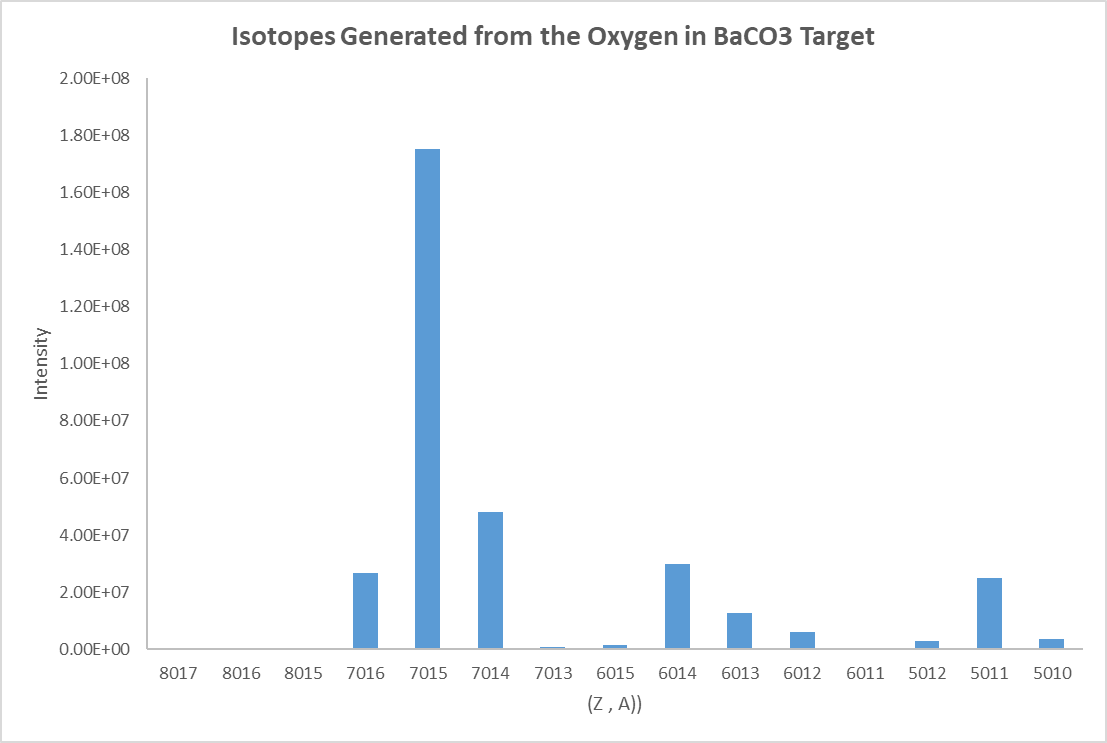 Isotopes Generated from the Oxygen in BaCO3 Target
2.00E+08
1.80E+08
1.60E+08
1.40E+08
1.20E+08
1.00E+08
8.00E+07
6.00E+07
4.00E+07
2.00E+07
0.00E+00
Intensity
8017 8016 8015 7016 7015 7014 7013 6015 6014 6013 6012 6011 5012 5011 5010
(Z , A))